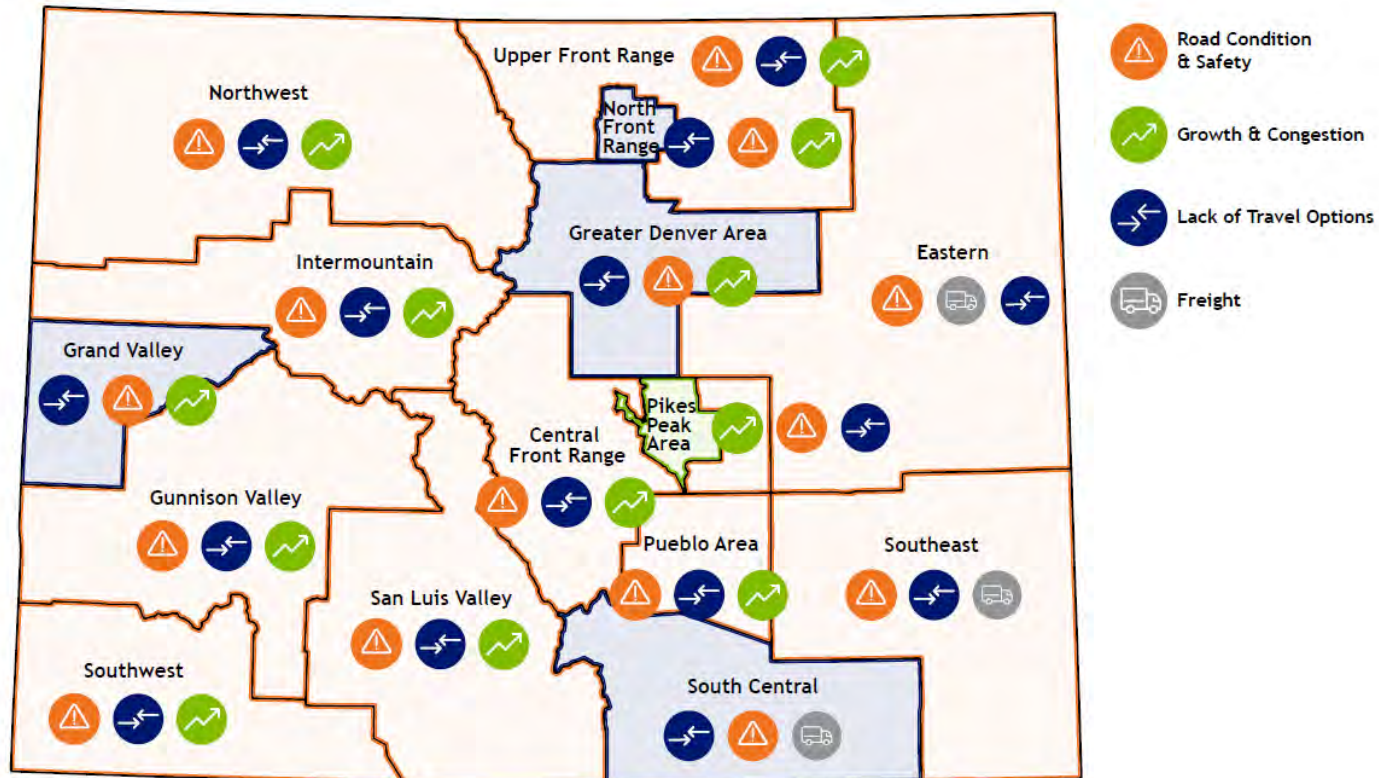 Upper Front Range
Northwest
North
Front
Range
Greater Denver Area
Intermountain
Eastern
Grand Valley
Pikes
Peak
Area
Central
Front Range
Gunnison Valley
Pueblo Area
Southeast
San Luis Valley
Southwest
South Central
Road Condition
& Safety
Growth & Congestion
Lack of Travel Options
Freight